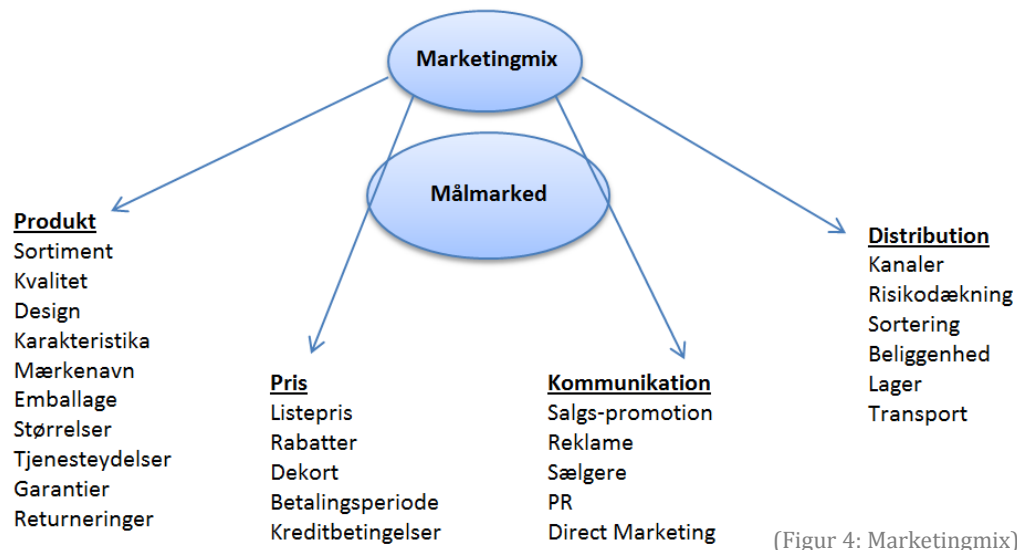 Marketingmix
Målmarked
Produkt
Sortiment
Kvalitet
Design
Karakteristika
Mærkenavn
Emballage
Størrelser
Tjenesteydelser
Garantier
Returneringer
Pris
Listepris
Rabatter
Dekort
Betalingsperiode
Kreditbetingelser
Kommunikation
Salgs-promotion
Reklame
Sælgere
PR
Direct Marketing
Distribution
Kanaler
Risikodækning
Sortering
Beliggenhed
Lager
Transport
(Figur 4: Marketingmix)